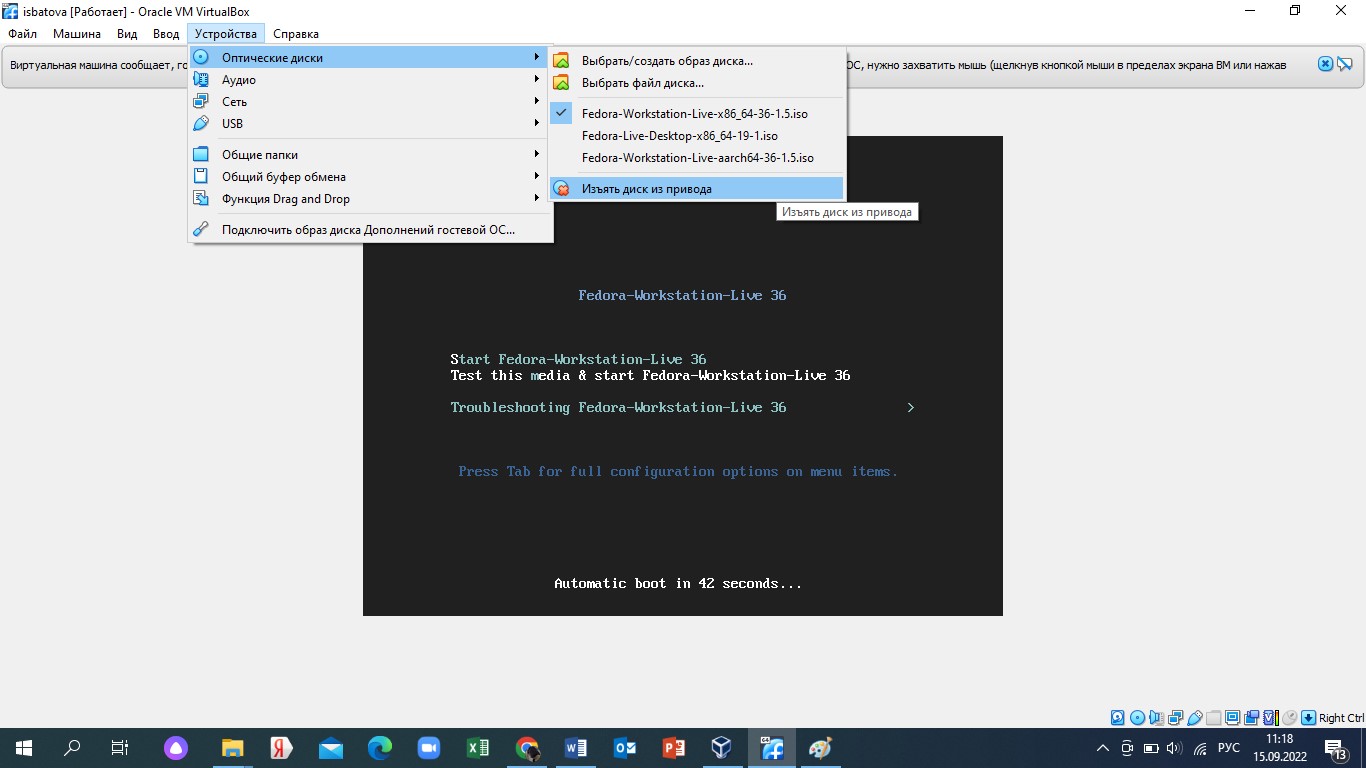 isbatova [Работает] - Oracle VM VirtualBox
Файл Машина Вид Ввод Устройства Справка
Виртуальная машина сообщает, го
ОС, нужно захватить мышь (щелкнув кнопкой мыши в пределах экрана ВМ или нажав
Оптические диски
Аудио
Сеть
USB
Общие папки
Общий буфер обмена
Функция Drag and Drop
Подключить образ диска Дополнений гостевой ОС...
Выбрать/создать образ диска...
Выбрать файл диска...
Fedora-Workstation-Live-x86_64-36-1.5.iso
Fedora-Live-Desktop-x86_64-19-1.iso
Fedora-Workstation-Live-aarch64-36-1.5.iso
Изъять диск из привода
Изъять диск из привода
Fedora-Workstation-Live 36
Start Fedora-Workstation-Live 36
Test this media & start Fedora-Workstation-Live 36
Troubleshooting Fedora-Workstation-Live 36 >
Press Tab for full configuration options on menu items.
Automatic boot in 42 seconds...
Right Ctrl
РУС
11:18
15.09.2022
13